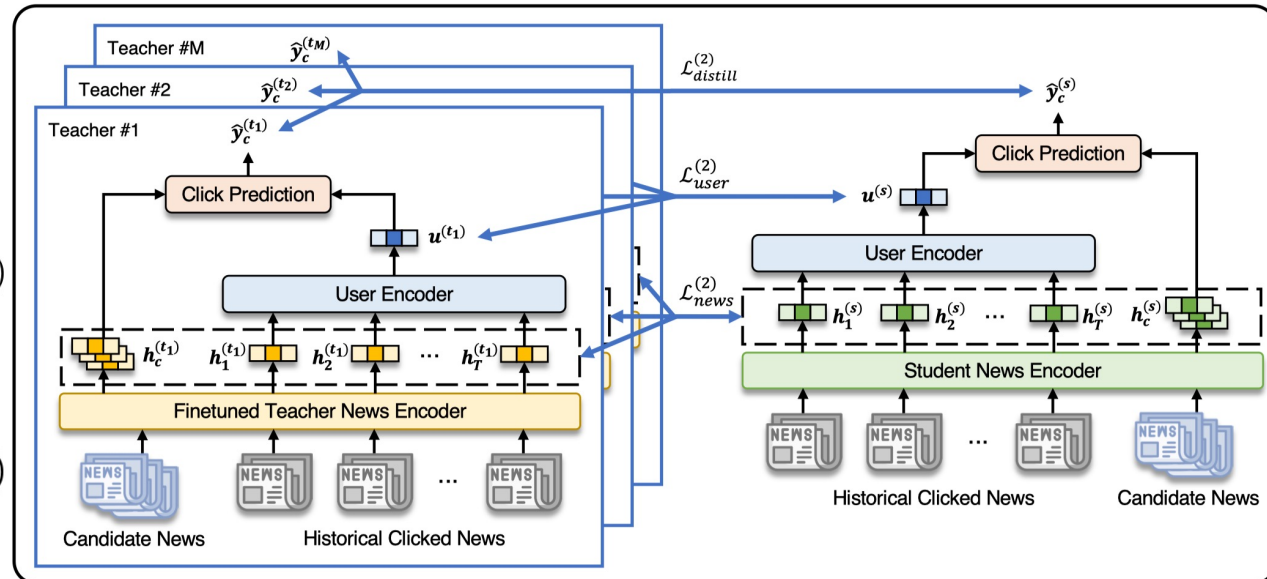 Teacher #M
ŷ_c^(t_M)
Teacher #2
ŷ_c^(t_2)
Teacher #1
ŷ_c^(t_1)
Click Prediction
u^(t_1)
User Encoder
h_c^(t_1) h_1^(t_1) h_2^(t_1) ... h_T^(t_1)
Finetuned Teacher News Encoder
NEWS NEWS NEWS ... NEWS
Candidate News Historical Clicked News
ℒ_distill^(2)
ℒ_user^(2)
ℒ_news^(2)
ŷ_c^(s)
Click Prediction
u^(s)
User Encoder
h_1^(s) h_2^(s) ... h_T^(s) h_c^(s)
Student News Encoder
NEWS NEWS ... NEWS NEWS
Historical Clicked News Candidate News